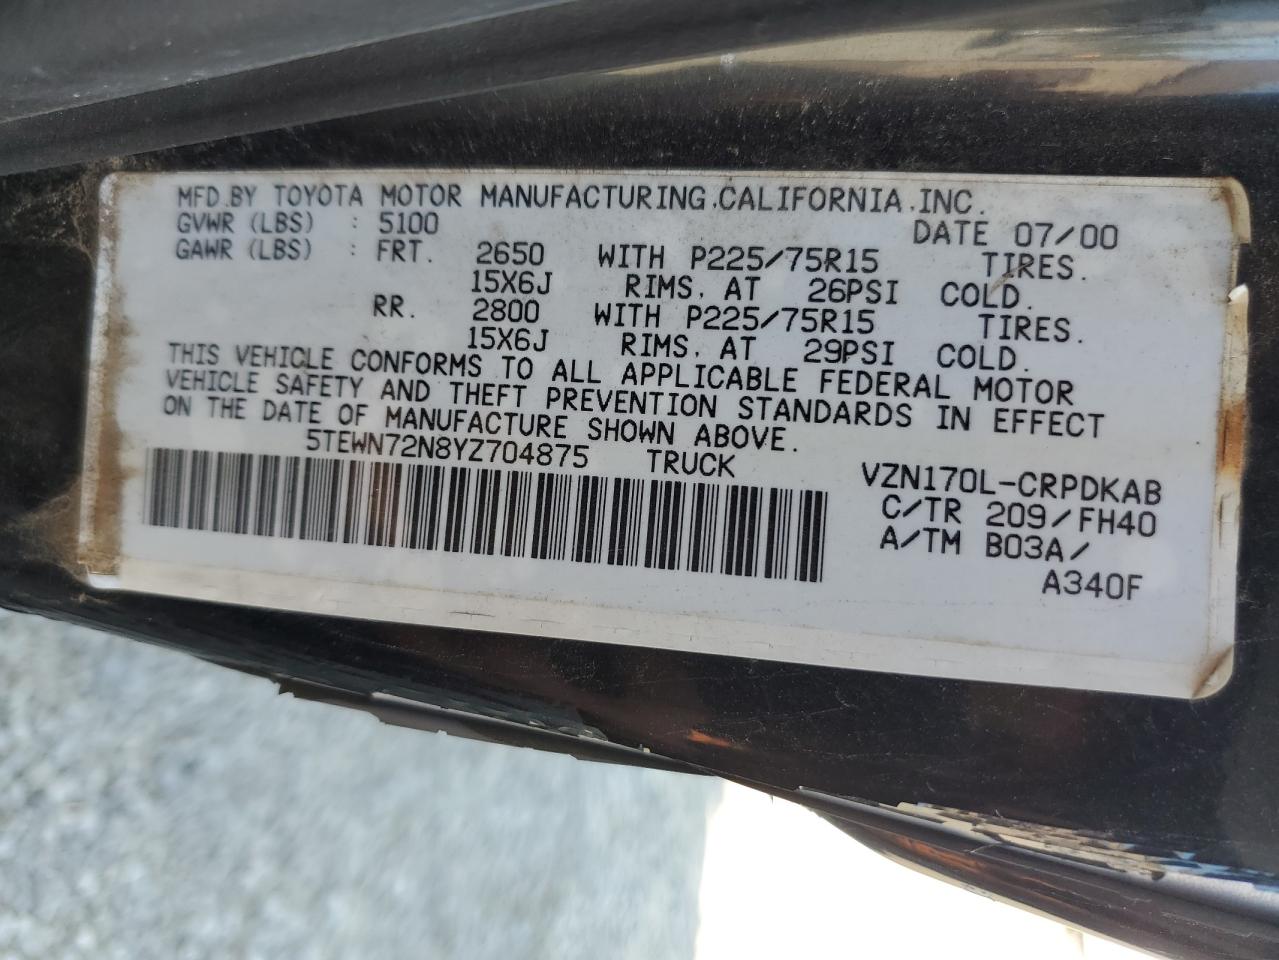 MFD.BY TOYOTA MOTOR MANUFACTURING.CALIFORNIA.INC.
GVWR (LBS) : 5100 DATE 07/00
GAWR (LBS) : FRT. 2650 WITH P225/75R15 TIRES.
15X6J RIMS. AT 26PSI COLD.
RR. 2800 WITH P225/75R15 TIRES.
15X6J RIMS. AT 29PSI COLD.
THIS VEHICLE CONFORMS TO ALL APPLICABLE FEDERAL MOTOR
VEHICLE SAFETY AND THEFT PREVENTION STANDARDS IN EFFECT
ON THE DATE OF MANUFACTURE SHOWN ABOVE.
5TEWN72N8YZ704875 TRUCK VZN170L-CRPDKAB
C/TR 209/FH40
A/TM B03A/
A340F